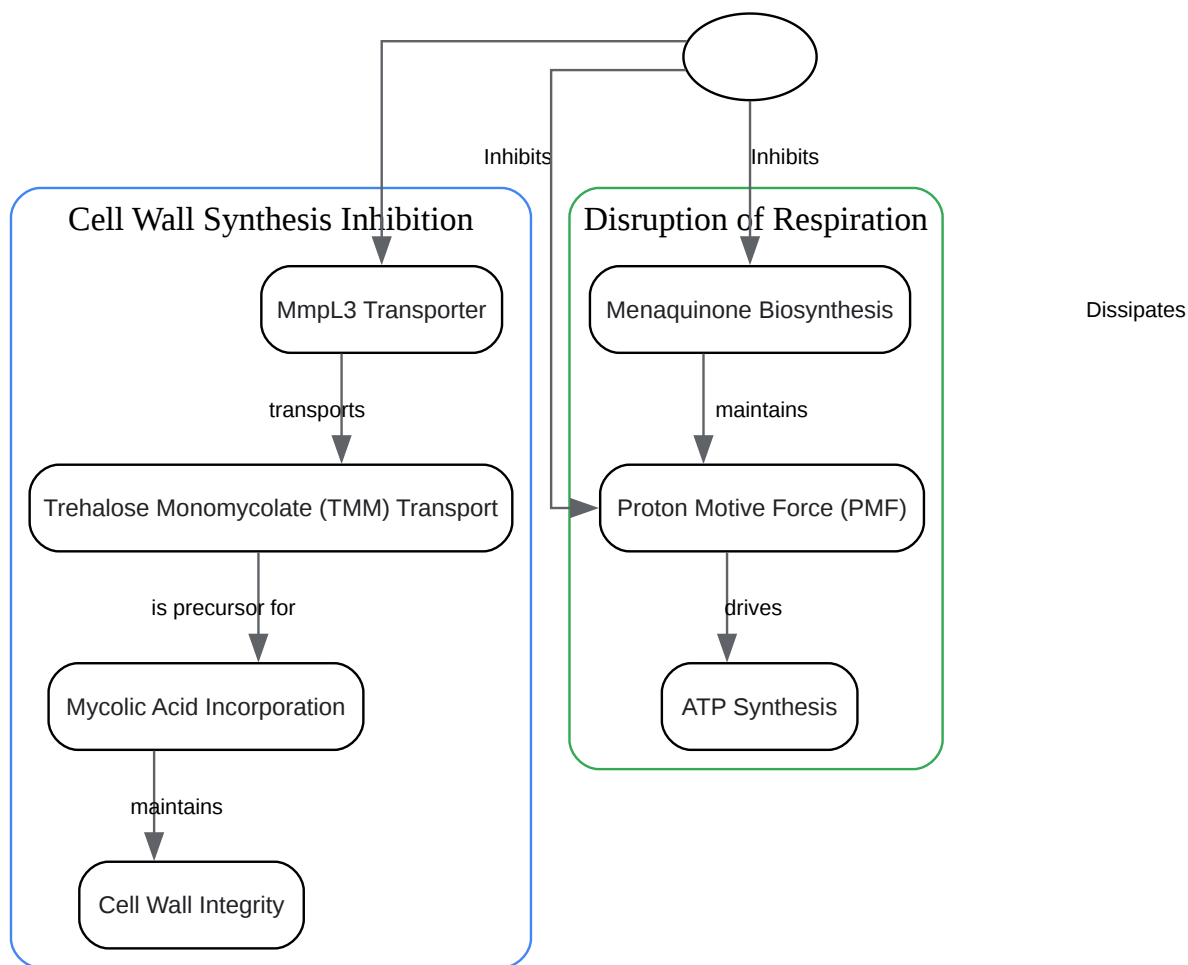 Inhibits
Inhibits
Cell Wall Synthesis Inhibition
Disruption of Respiration
MmpL3 Transporter
Menaquinone Biosynthesis
Dissipates
transports
maintains
Trehalose Monomycolate (TMM) Transport
Proton Motive Force (PMF)
is precursor for
drives
Mycolic Acid Incorporation
ATP Synthesis
maintains
Cell Wall Integrity